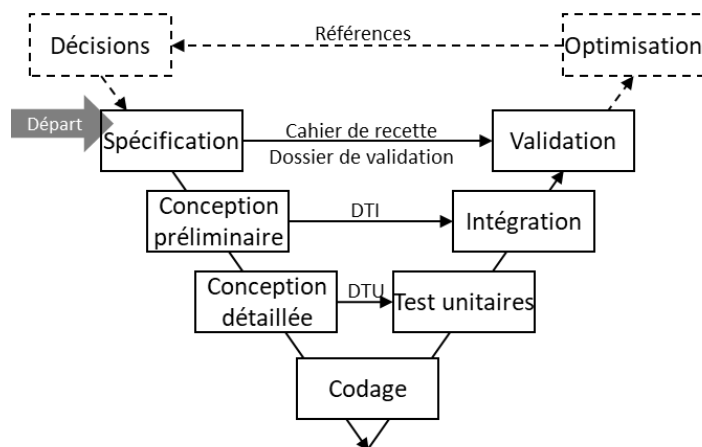 Décisions
Références
Optimisation
Départ
Spécification
Cahier de recette
Dossier de validation
Validation
Conception
préliminaire
DTI
Intégration
Conception
détaillée
DTU
Test unitaires
Codage